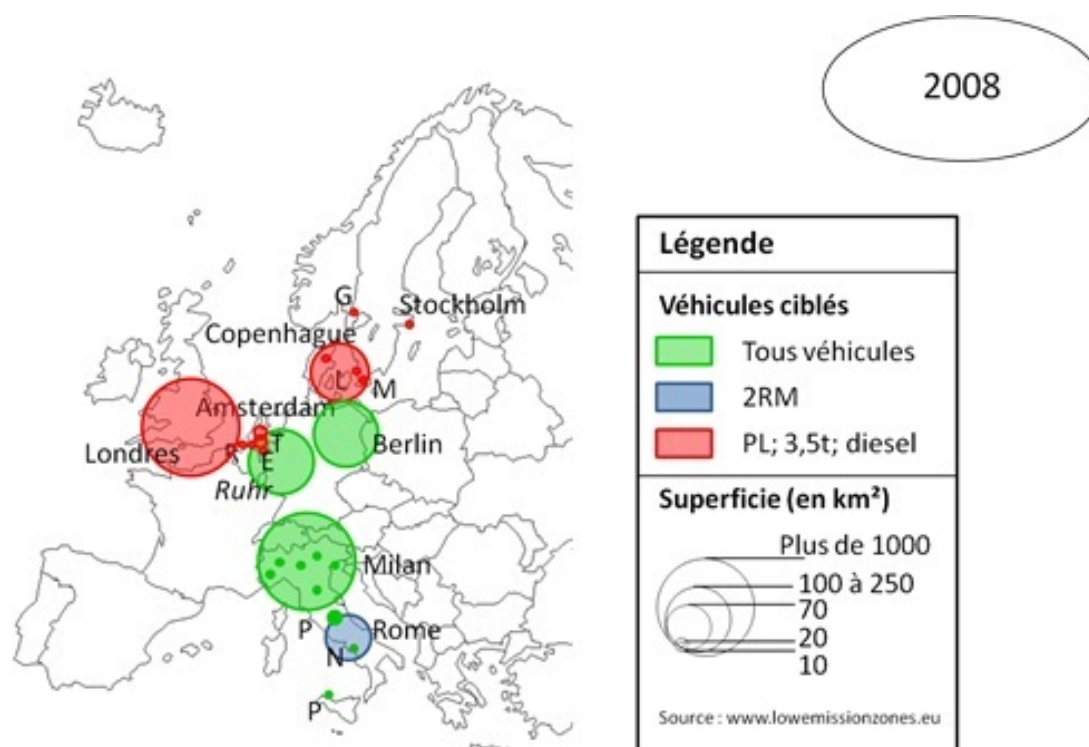 2008
G
Stockholm
Copenhague
L
M
Amsterdam
R
T
E
Londres
Berlin
Ruhr
Milan
P
Rome
N
P
Légende
Véhicules ciblés
Tous véhicules
2RM
PL; 3,5t; diesel
Superficie (en km²)
Plus de 1000
100 à 250
70
20
10
Source : www.lowemissionzones.eu